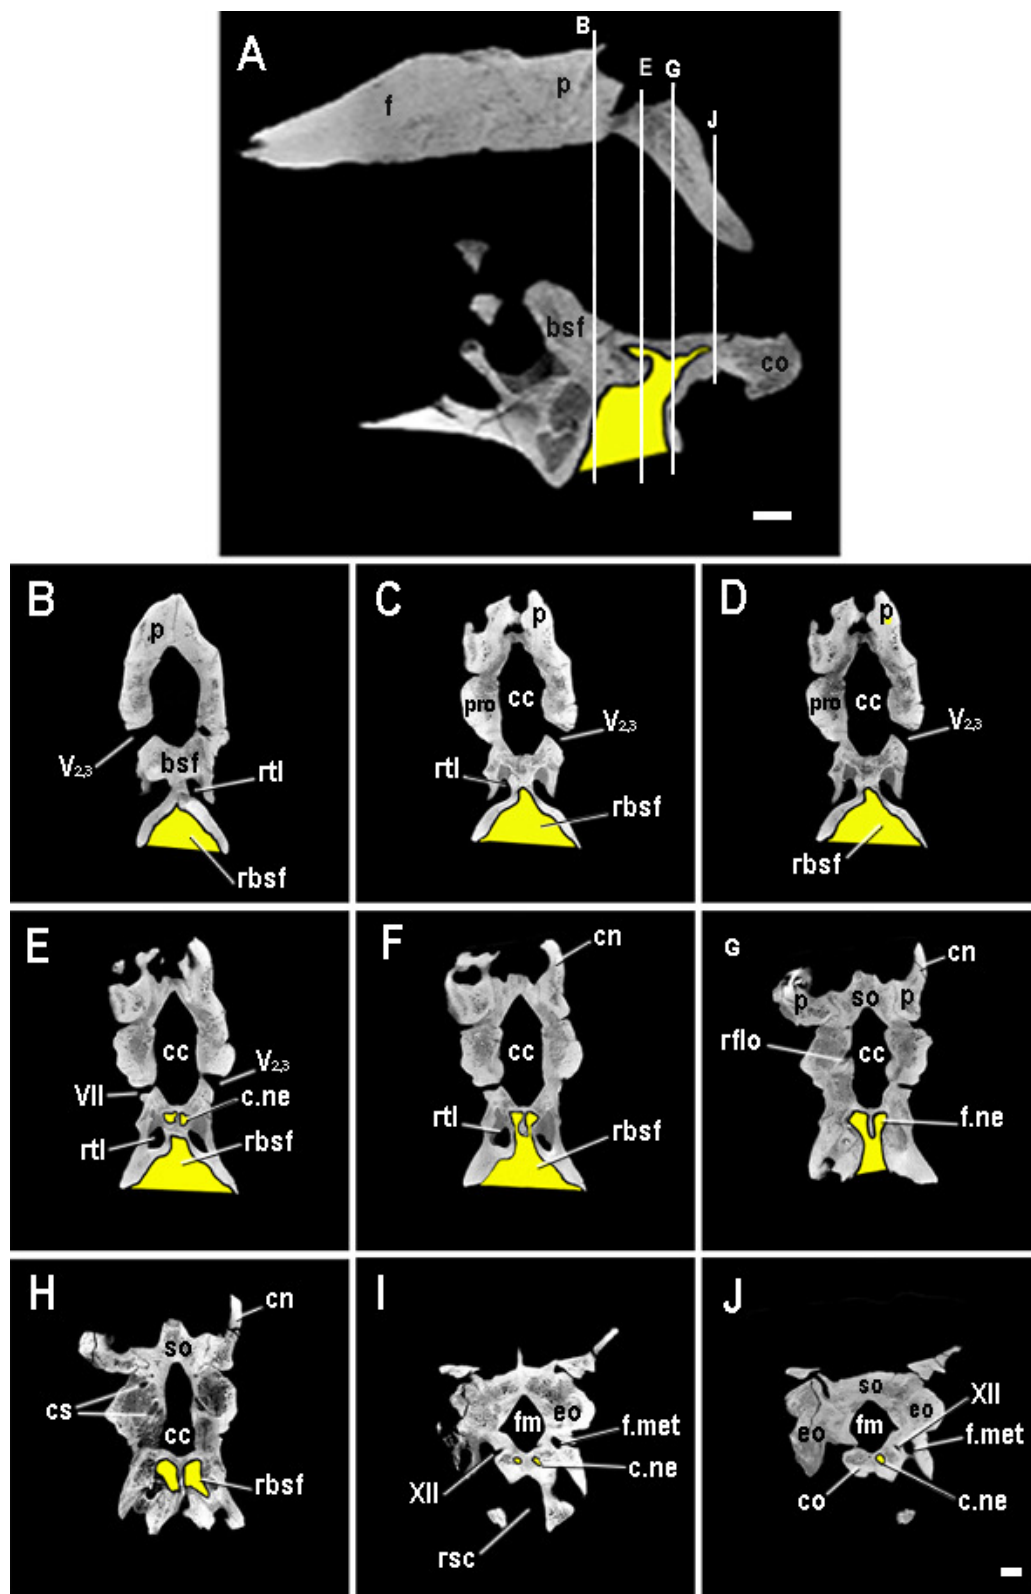 A
B
E
G
J
f
p
bsf
co
B
p
V2,3
bsf
rtl
rbsf
C
p
pro
cc
V2,3
rtl
rbsf
D
p
pro
cc
V2,3
rbsf
E
cc
V2,3
VII
c.ne
rtl
rbsf
F
cn
cc
rtl
rbsf
G
cn
p
so
p
rflo
cc
f.ne
H
cn
so
cs
cc
rbsf
I
fm
eo
f.met
c.ne
XII
rsc
J
so
XII
eo
fm
eo
f.met
co
c.ne